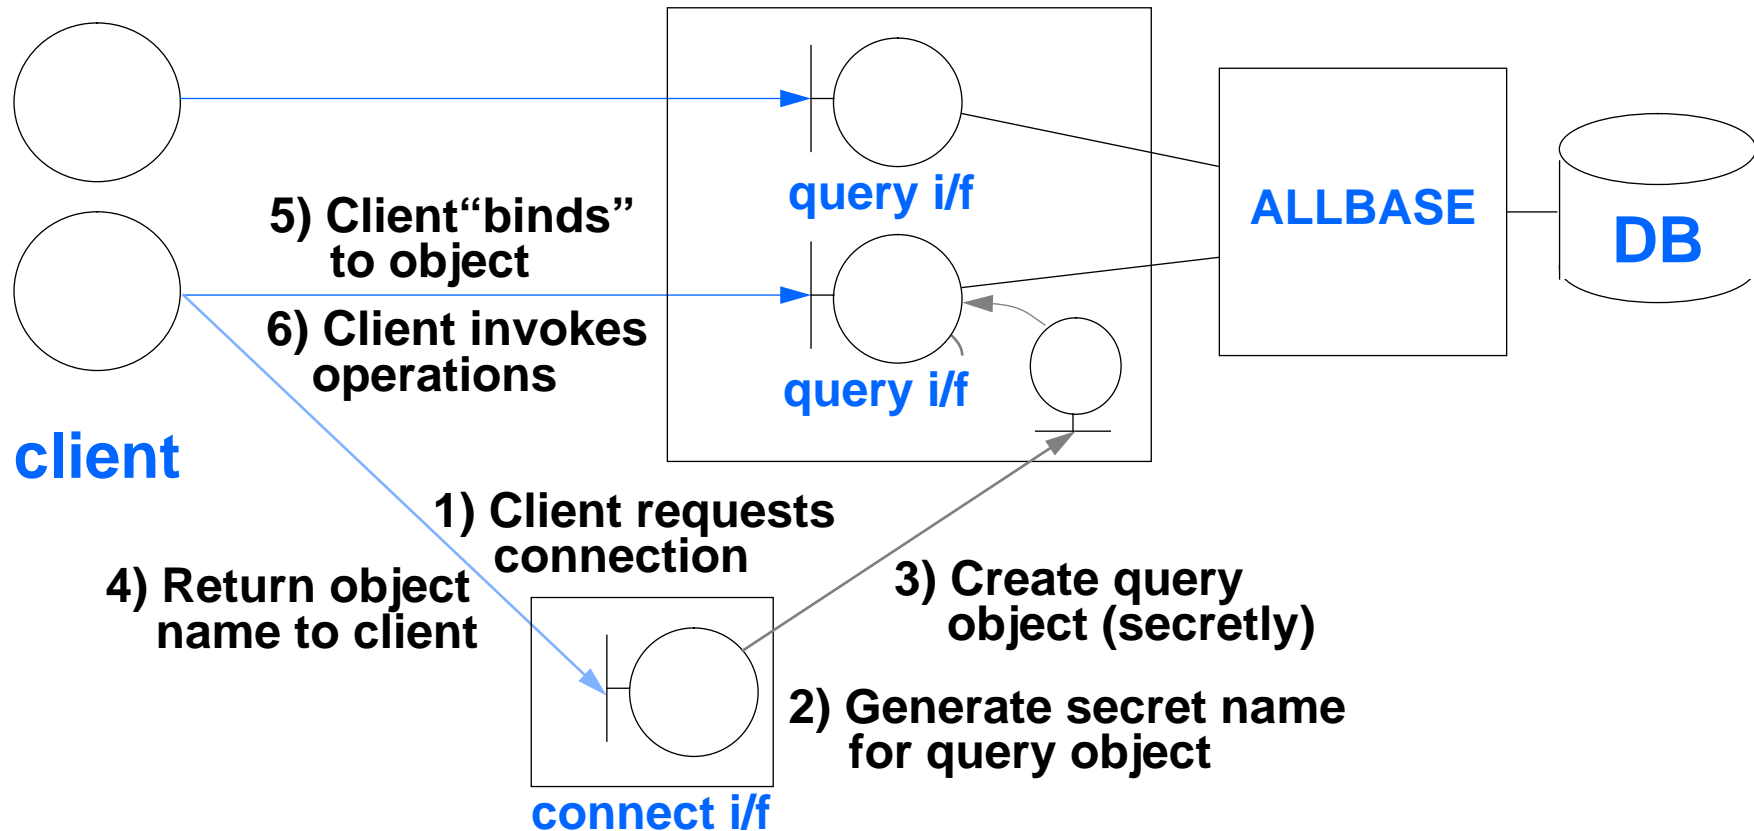 query i/f
ALLBASE
DB
5) Client“binds”
to object
6) Client invokes
operations
query i/f
client
1) Client requests
connection
4) Return object
name to client
3) Create query
object (secretly)
2) Generate secret name
for query object
connect i/f